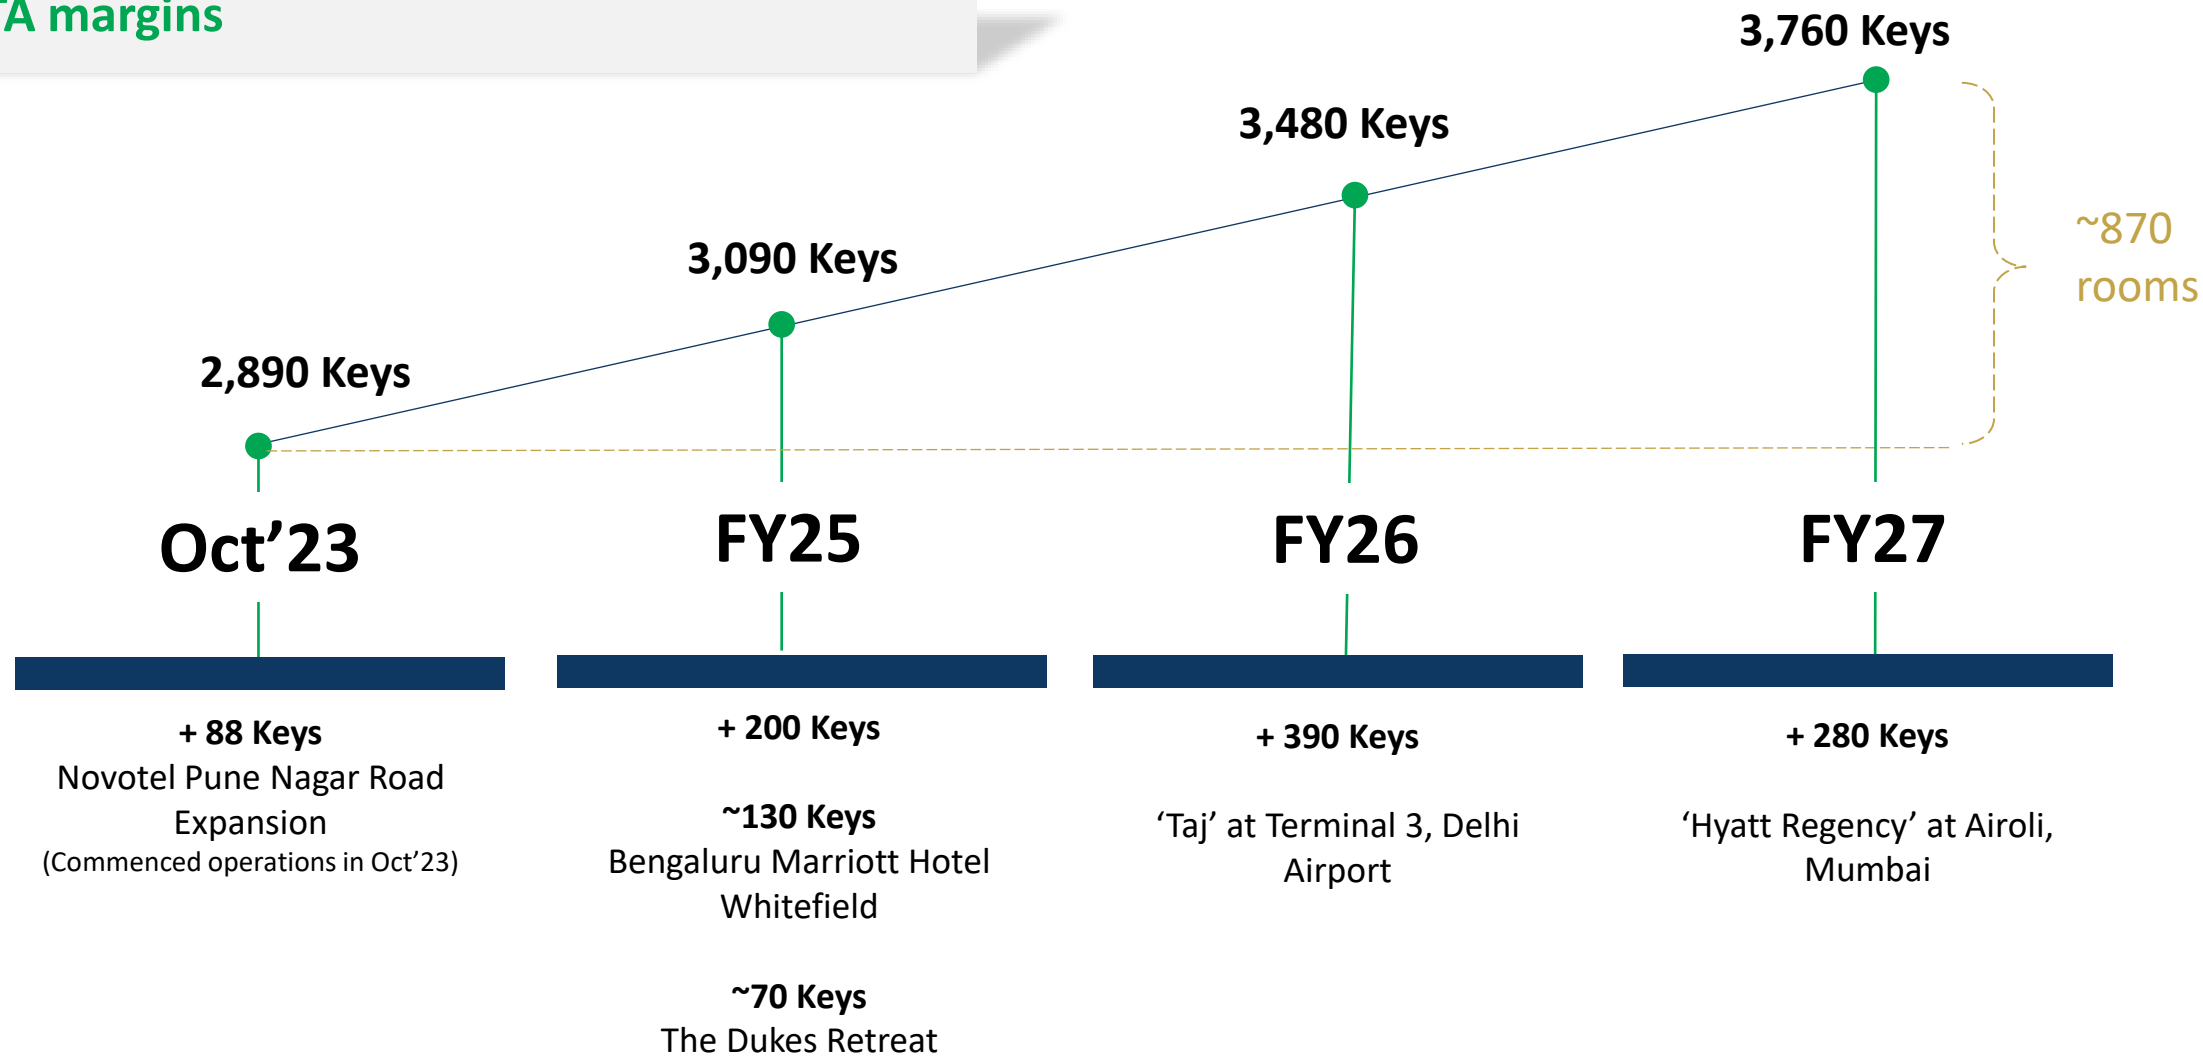 margins
3,760 Keys
3,480 Keys
3,090 Keys
2,890 Keys
~870
rooms
Oct’23
FY25
FY26
FY27
+ 88 Keys
Novotel Pune Nagar Road
Expansion
(Commenced operations in Oct’23)
+ 200 Keys
~130 Keys
Bengaluru Marriott Hotel
Whitefield
~70 Keys
The Dukes Retreat
+ 390 Keys
‘Taj’ at Terminal 3, Delhi
Airport
+ 280 Keys
‘Hyatt Regency’ at Airoli,
Mumbai